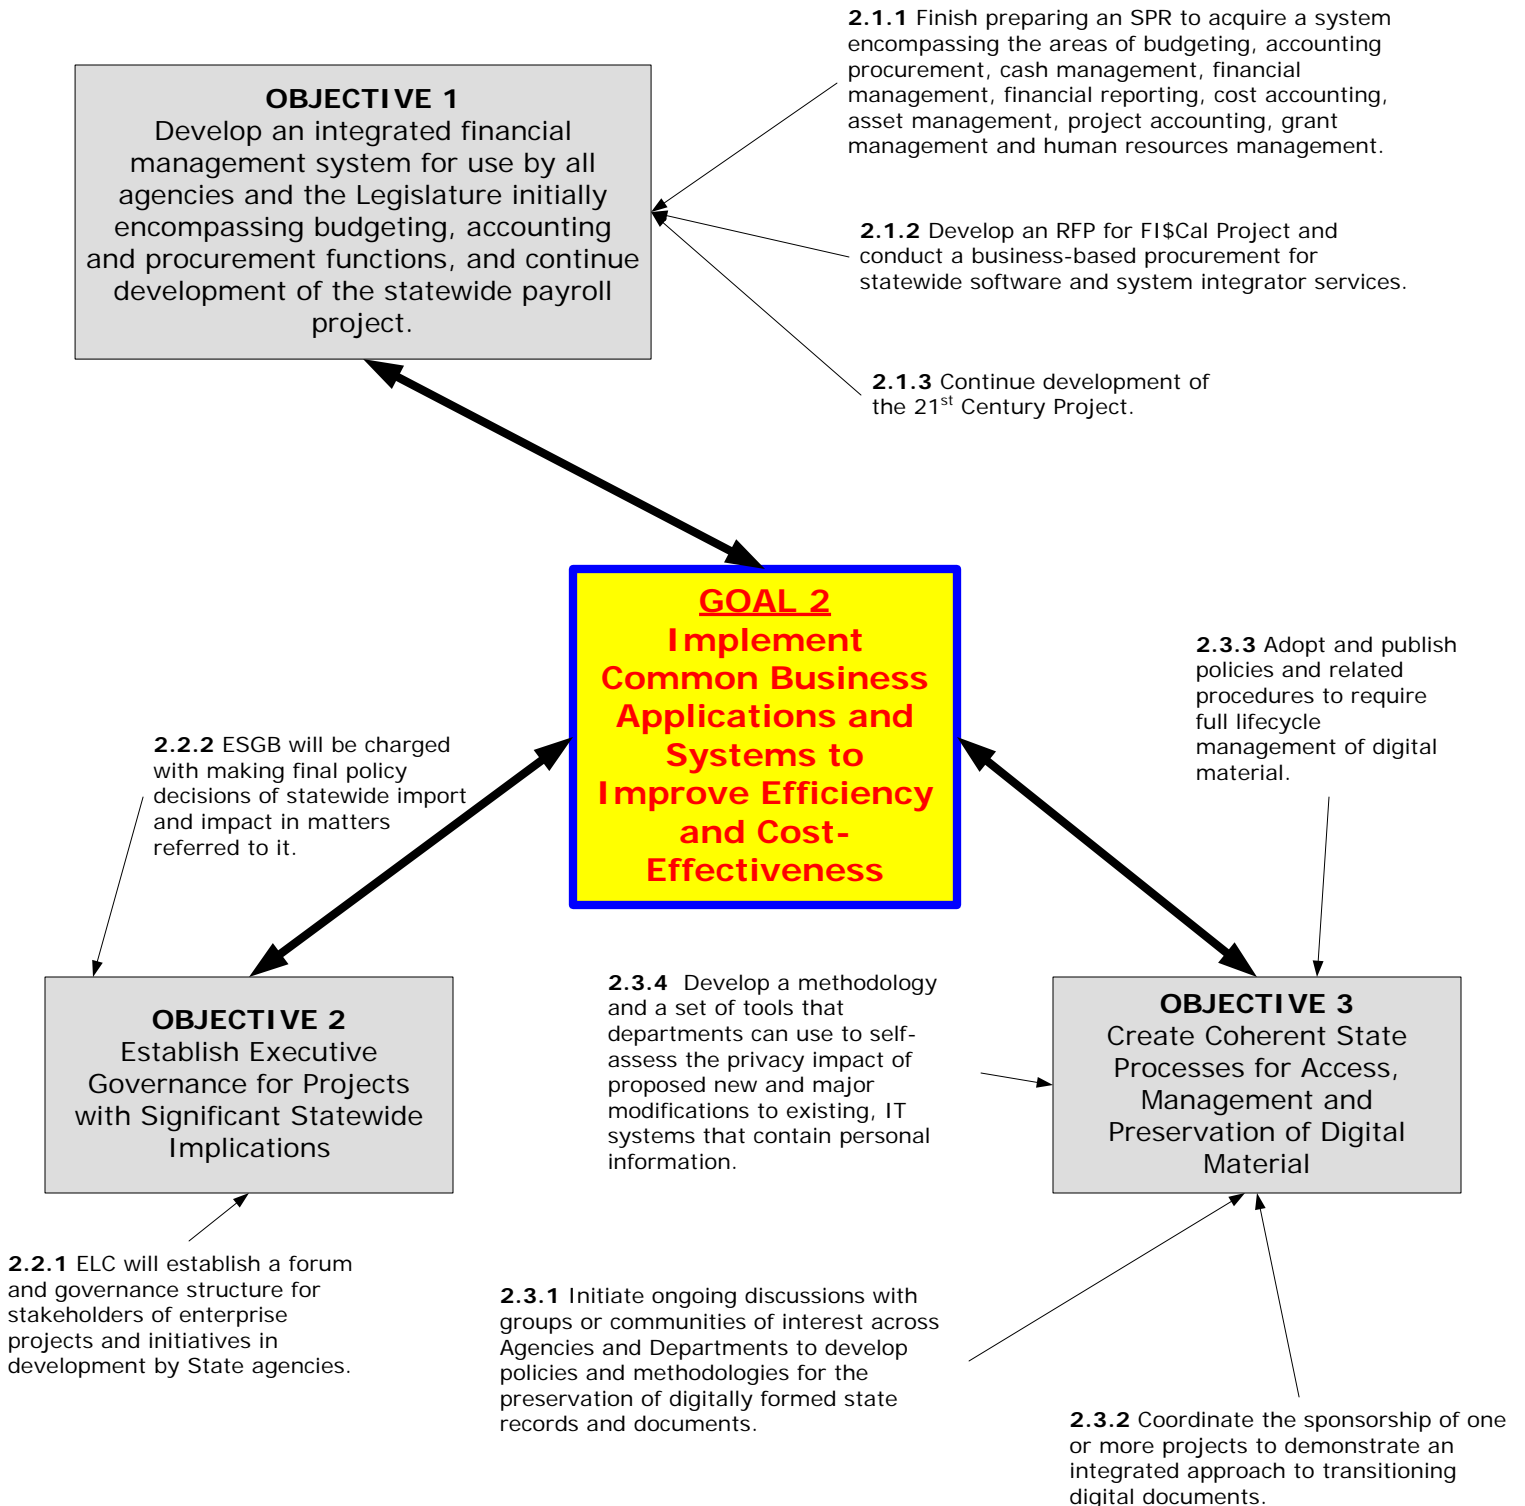 2.1.1 Finish preparing an SPR to acquire a system
encompassing the areas of budgeting, accounting
procurement, cash management, financial
management, financial reporting, cost accounting,
asset management, project accounting, grant
management and human resources management.
OBJECTIVE 1
Develop an integrated financial
management system for use by all
agencies and the Legislature initially
encompassing budgeting, accounting
and procurement functions, and continue
development of the statewide payroll
project.
2.1.2 Develop an RFP for FI$Cal Project and
conduct a business-based procurement for
statewide software and system integrator services.
2.1.3 Continue development of
the 21st Century Project.
GOAL 2
Implement
Common Business
Applications and
Systems to
Improve Efficiency
and Cost-
Effectiveness
2.3.3 Adopt and publish
policies and related
procedures to require
full lifecycle
management of digital
material.
2.2.2 ESGB will be charged
with making final policy
decisions of statewide import
and impact in matters
referred to it.
OBJECTIVE 2
Establish Executive
Governance for Projects
with Significant Statewide
Implications
2.3.4 Develop a methodology
and a set of tools that
departments can use to self-
assess the privacy impact of
proposed new and major
modifications to existing, IT
systems that contain personal
information.
OBJECTIVE 3
Create Coherent State
Processes for Access,
Management and
Preservation of Digital
Material
2.2.1 ELC will establish a forum
and governance structure for
stakeholders of enterprise
projects and initiatives in
development by State agencies.
2.3.1 Initiate ongoing discussions with
groups or communities of interest across
Agencies and Departments to develop
policies and methodologies for the
preservation of digitally formed state
records and documents.
2.3.2 Coordinate the sponsorship of one
or more projects to demonstrate an
integrated approach to transitioning
digital documents.